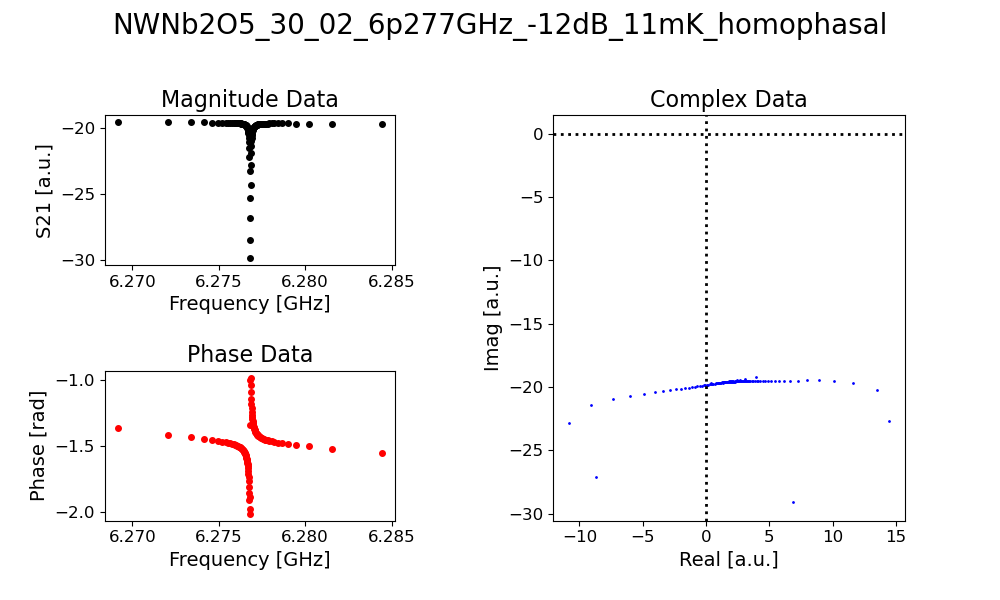 NWNb2O5_30_02_6p277GHz_-12dB_11mK_homophasal
Magnitude Data
−20
−25
−30
S21 [a.u.]
6.270 6.275 6.280 6.285
Frequency [GHz]
Phase Data
−1.0
−1.5
−2.0
Phase [rad]
6.270 6.275 6.280 6.285
Frequency [GHz]
Complex Data
0
−5
−10
−15
−20
−25
−30
Imag [a.u.]
−10 −5 0 5 10 15
Real [a.u.]